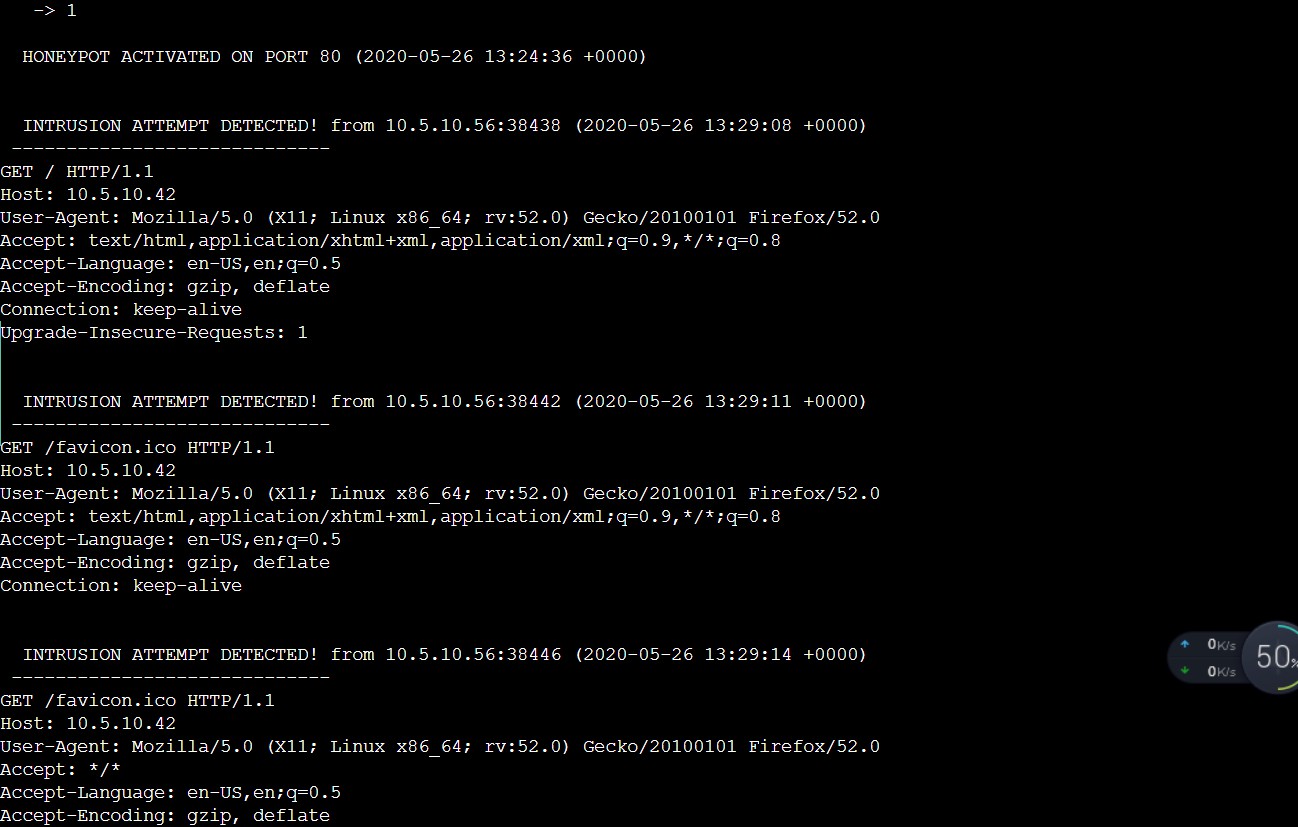 -> 1
HONEYPOT ACTIVATED ON PORT 80 (2020-05-26 13:24:36 +0000)
INTRUSION ATTEMPT DETECTED! from 10.5.10.56:38438 (2020-05-26 13:29:08 +0000)
-----------------------------
GET / HTTP/1.1
Host: 10.5.10.42
User-Agent: Mozilla/5.0 (X11; Linux x86_64; rv:52.0) Gecko/20100101 Firefox/52.0
Accept: text/html,application/xhtml+xml,application/xml;q=0.9,*/*;q=0.8
Accept-Language: en-US,en;q=0.5
Accept-Encoding: gzip, deflate
Connection: keep-alive
Upgrade-Insecure-Requests: 1
INTRUSION ATTEMPT DETECTED! from 10.5.10.56:38442 (2020-05-26 13:29:11 +0000)
-----------------------------
GET /favicon.ico HTTP/1.1
Host: 10.5.10.42
User-Agent: Mozilla/5.0 (X11; Linux x86_64; rv:52.0) Gecko/20100101 Firefox/52.0
Accept: text/html,application/xhtml+xml,application/xml;q=0.9,*/*;q=0.8
Accept-Language: en-US,en;q=0.5
Accept-Encoding: gzip, deflate
Connection: keep-alive
INTRUSION ATTEMPT DETECTED! from 10.5.10.56:38446 (2020-05-26 13:29:14 +0000)
-----------------------------
GET /favicon.ico HTTP/1.1
Host: 10.5.10.42
User-Agent: Mozilla/5.0 (X11; Linux x86_64; rv:52.0) Gecko/20100101 Firefox/52.0
Accept: */*
Accept-Language: en-US,en;q=0.5
Accept-Encoding: gzip, deflate
0K/s
0K/s
50%